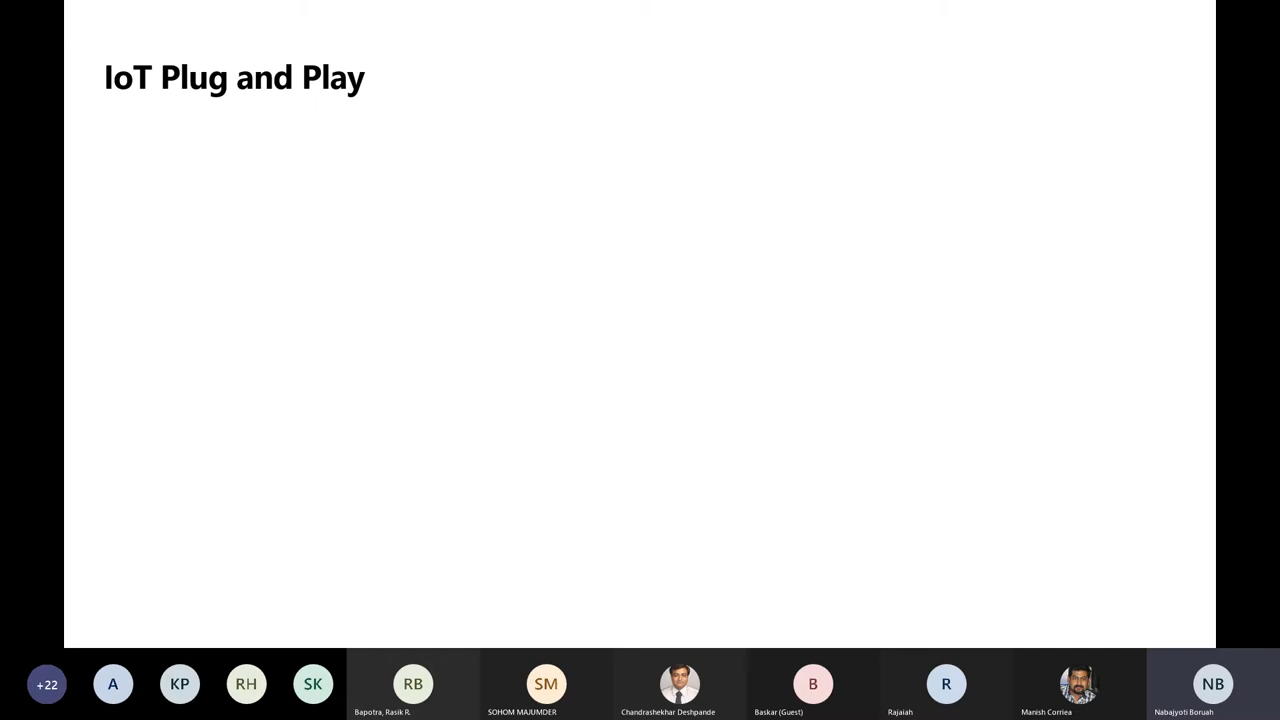 IoT Plug and Play
+22
A
KP
RH
SK
RB
SM
B
R
NB
Bapotra, Rasik R.
SOHOM MAJUMDER
Chandrashekhar Deshpande
Baskar (Guest)
Rajaiah
Manish Corriea
Nabajyoti Boruah